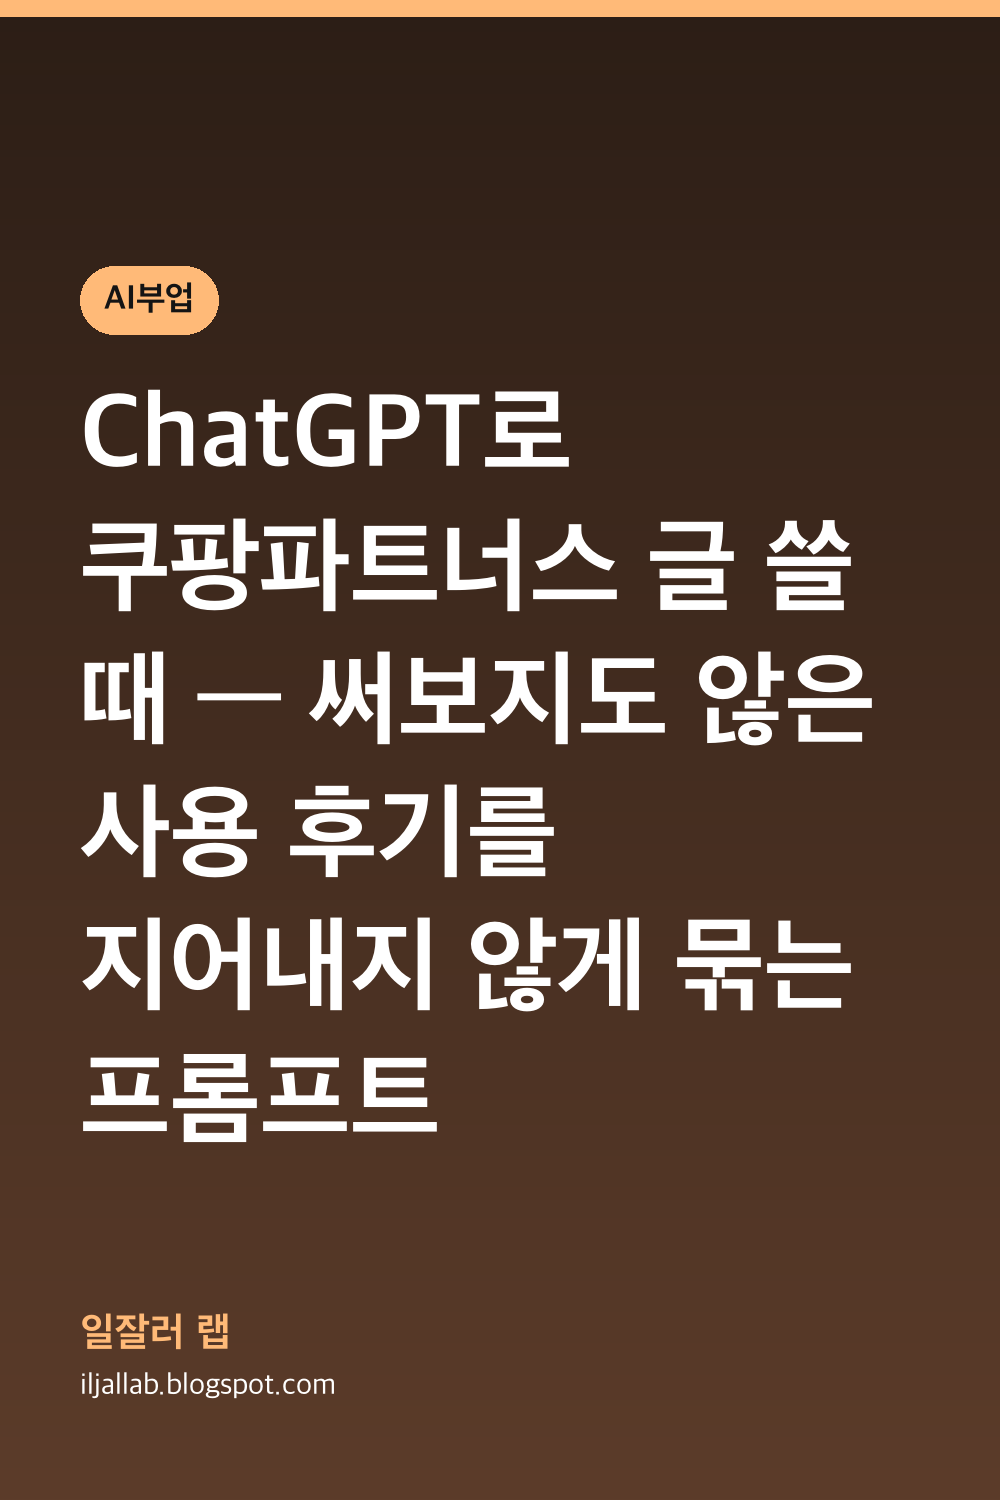 AI부업
ChatGPT로
쿠팡파트너스 글 쓸
때 — 써보지도 않은
사용 후기를
지어내지 않게 묶는
프롬프트
일잘러 랩
iljallab.blogspot.com